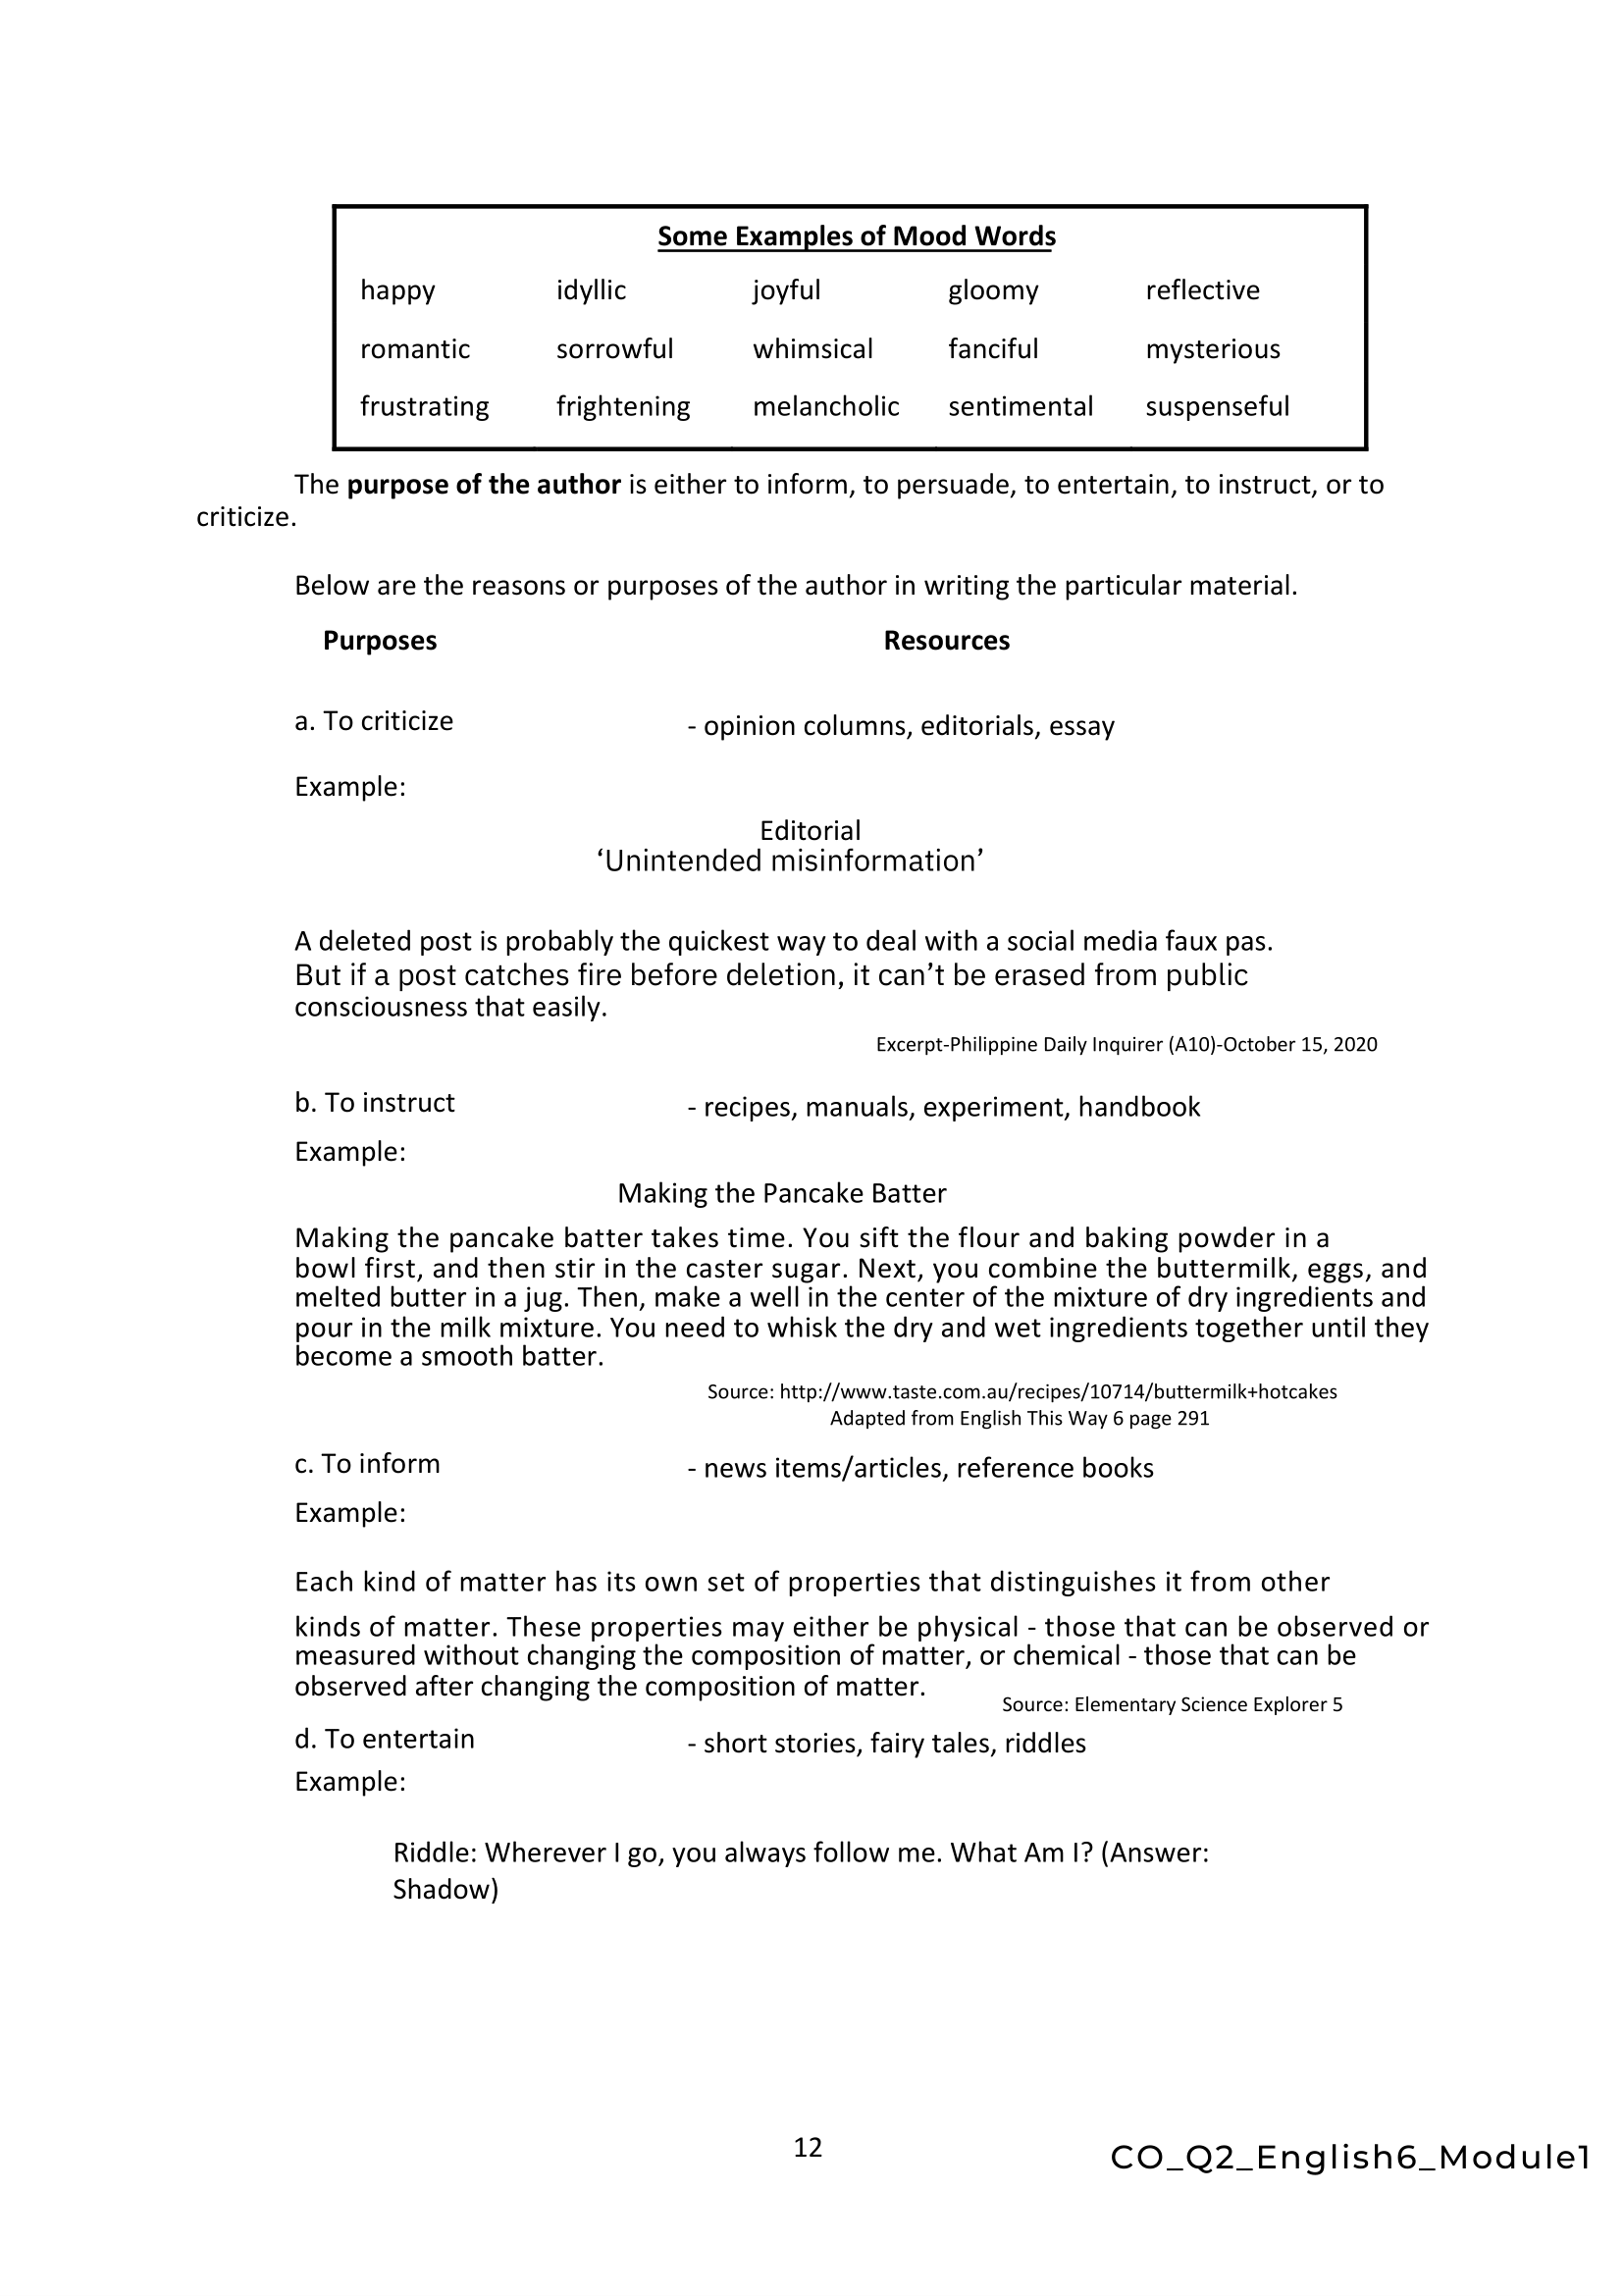 Some Examples of Mood Words
happy idyllic joyful gloomy reflective
romantic sorrowful whimsical fanciful mysterious
frustrating frightening melancholic sentimental suspenseful
The purpose of the author is either to inform, to persuade, to entertain, to instruct, or to
criticize.
Below are the reasons or purposes of the author in writing the particular material.
Purposes Resources
a. To criticize - opinion columns, editorials, essay
Example:
Editorial
‘Unintended misinformation’
A deleted post is probably the quickest way to deal with a social media faux pas.
But if a post catches fire before deletion, it can’t be erased from public
consciousness that easily.
Excerpt-Philippine Daily Inquirer (A10)-October 15, 2020
b. To instruct - recipes, manuals, experiment, handbook
Example:
Making the Pancake Batter
Making the pancake batter takes time. You sift the flour and baking powder in a
bowl first, and then stir in the caster sugar. Next, you combine the buttermilk, eggs, and
melted butter in a jug. Then, make a well in the center of the mixture of dry ingredients and
pour in the milk mixture. You need to whisk the dry and wet ingredients together until they
become a smooth batter.
Source: http://www.taste.com.au/recipes/10714/buttermilk+hotcakes
Adapted from English This Way 6 page 291
c. To inform - news items/articles, reference books
Example:
Each kind of matter has its own set of properties that distinguishes it from other
kinds of matter. These properties may either be physical - those that can be observed or
measured without changing the composition of matter, or chemical - those that can be
observed after changing the composition of matter.
Source: Elementary Science Explorer 5
d. To entertain - short stories, fairy tales, riddles
Example:
Riddle: Wherever I go, you always follow me. What Am I? (Answer:
Shadow)
12
CO_Q2_English6_Module1